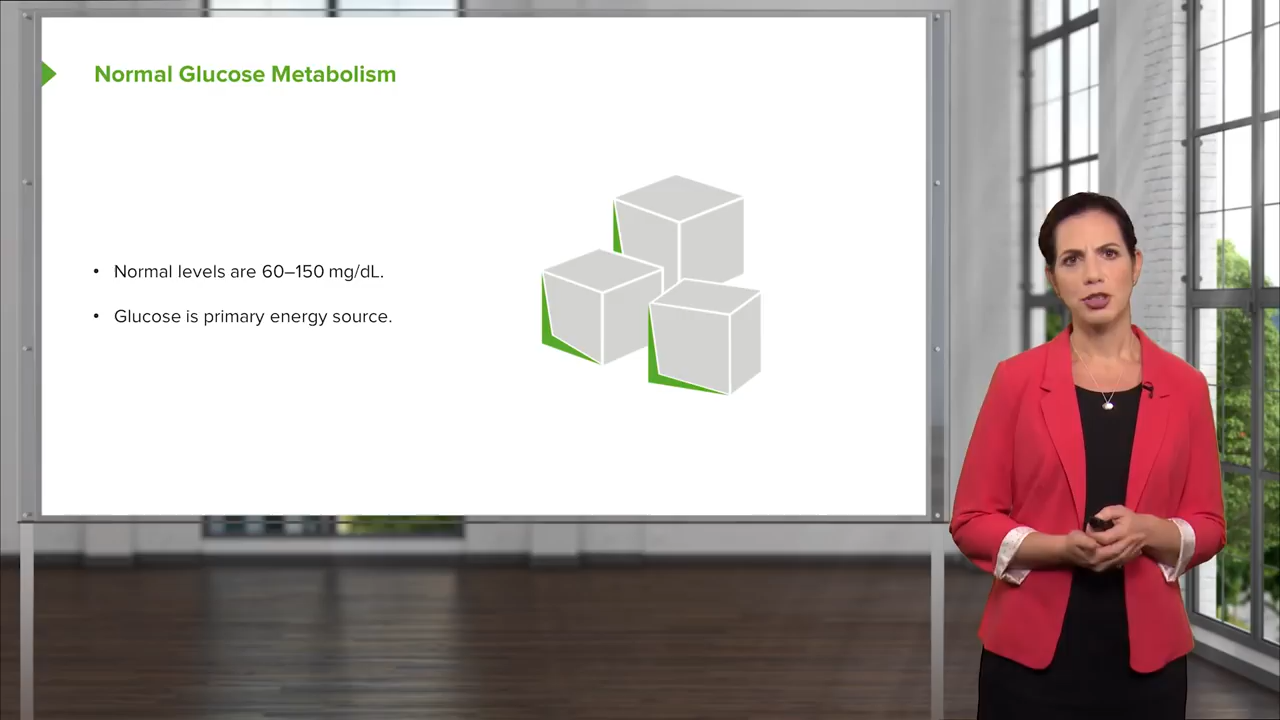 Normal Glucose Metabolism
• Normal levels are 60–150 mg/dL.
• Glucose is primary energy source.